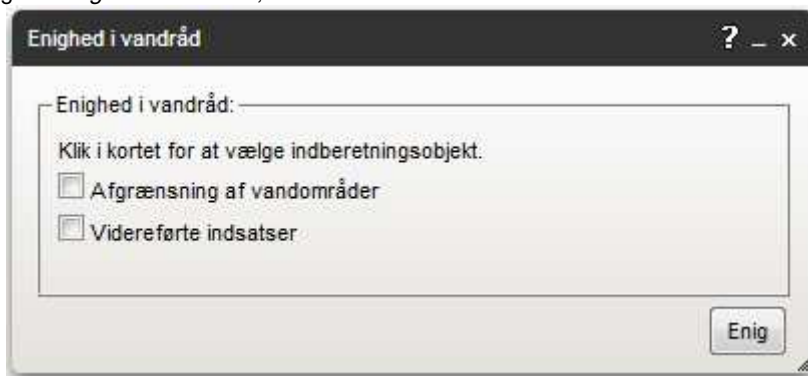 Enighed i vandråd
? _ x
Enighed i vandråd:
Klik i kortet for at vælge indberetningsobjekt.
Afgrænsning af vandområder
Videreførte indsatser
Enig